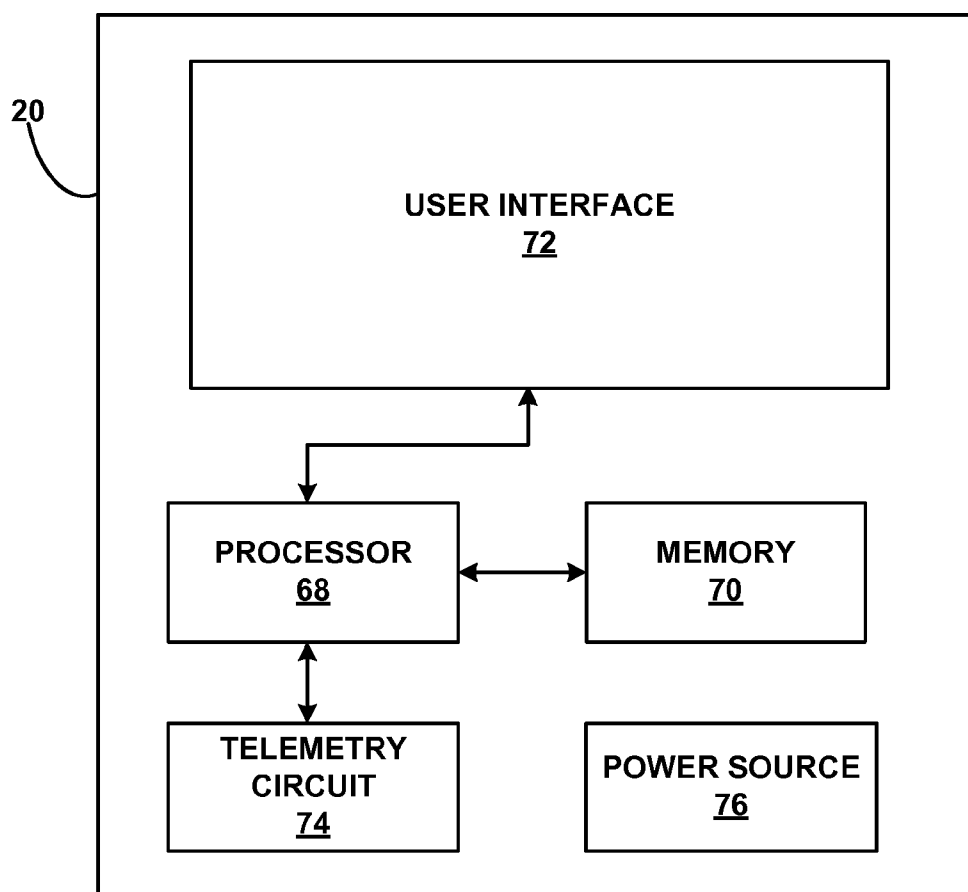 20
USER INTERFACE
72
PROCESSOR
68
MEMORY
70
TELEMETRY
CIRCUIT
74
POWER SOURCE
76